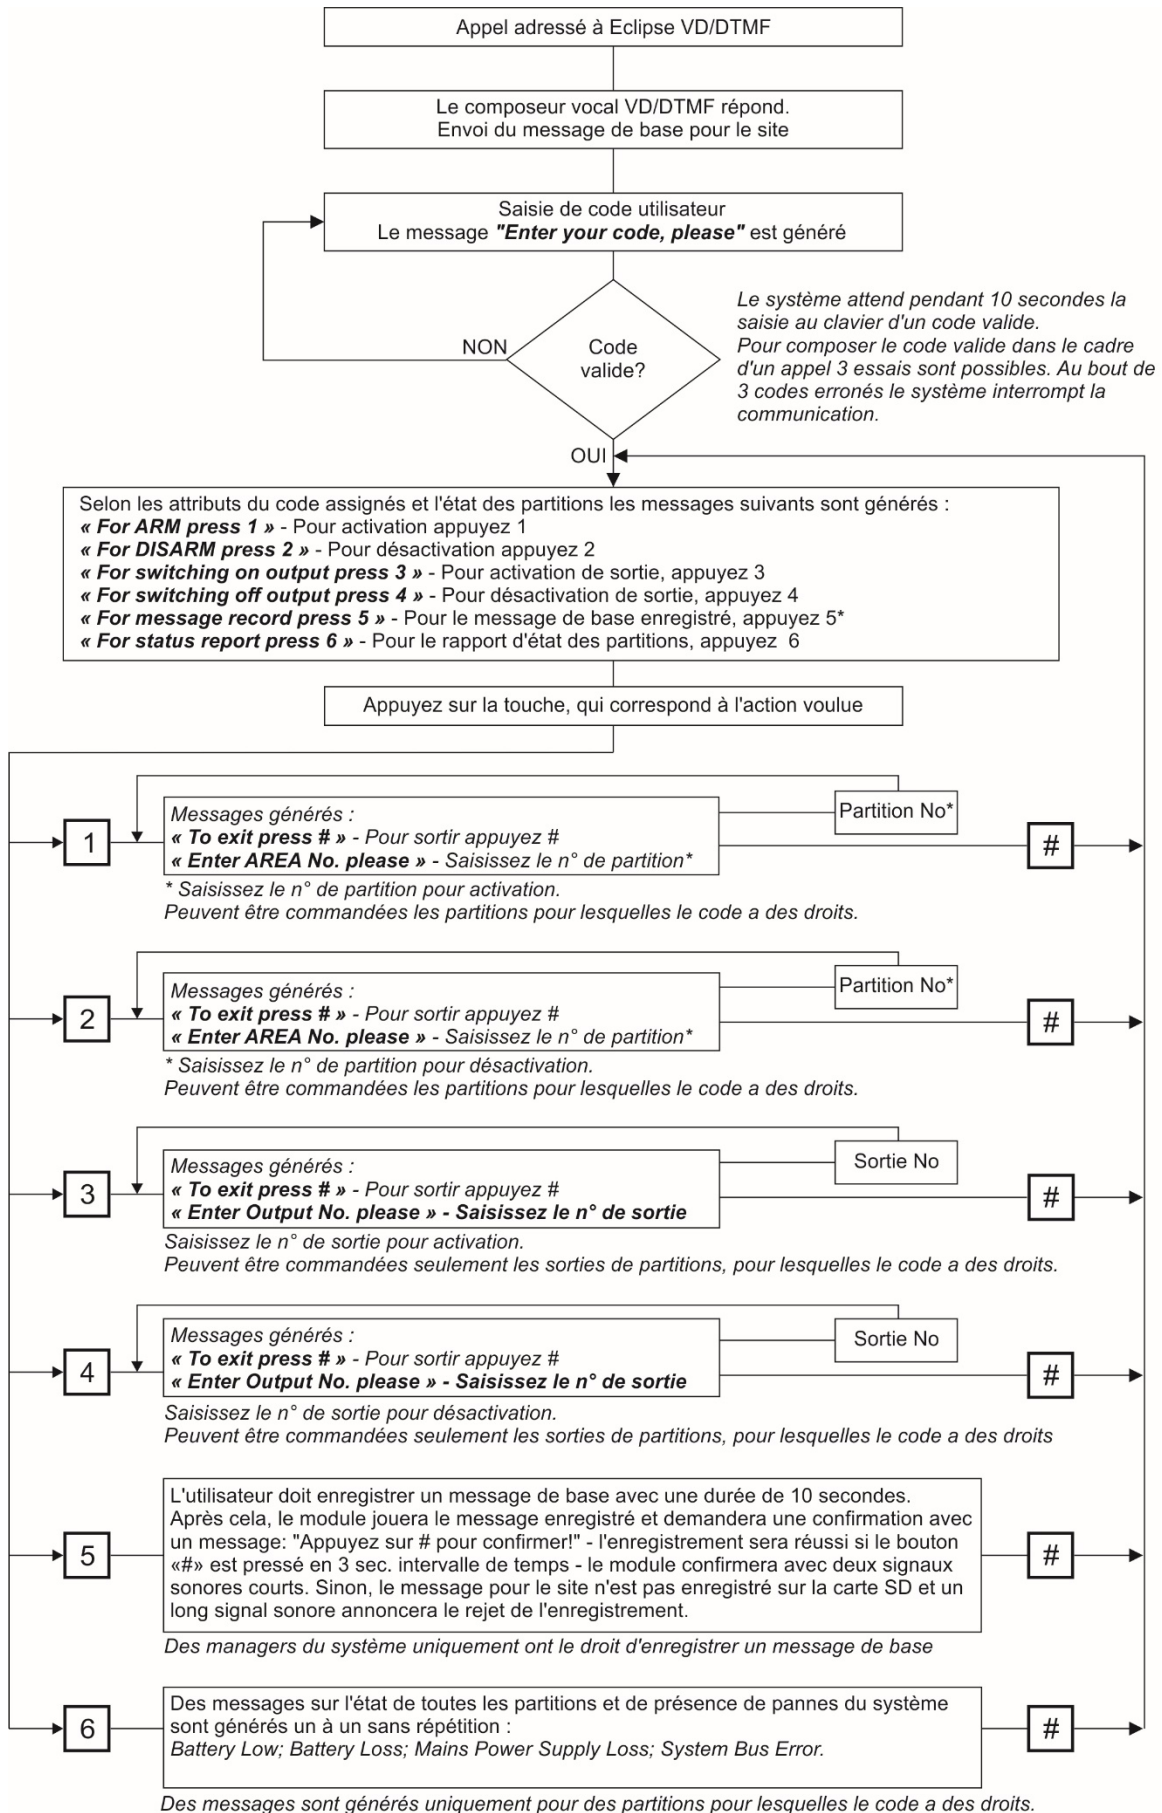 Appel adressé à Eclipse VD/DTMF
Le composeur vocal VD/DTMF répond.
Envoi du message de base pour le site
Saisie de code utilisateur
Le message "Enter your code, please" est généré
Le système attend pendant 10 secondes la
saisie au clavier d'un code valide.
Pour composer le code valide dans le cadre
d'un appel 3 essais sont possibles. Au bout de
3 codes erronés le système interrompt la
communication.
NON
Code
valide?
OUI
Selon les attributs du code assignés et l'état des partitions les messages suivants sont générés :
« For ARM press 1 » - Pour activation appuyez 1
« For DISARM press 2 » - Pour désactivation appuyez 2
« For switching on output press 3 » - Pour activation de sortie, appuyez 3
« For switching off output press 4 » - Pour désactivation de sortie, appuyez 4
« For message record press 5 » - Pour le message de base enregistré, appuyez 5*
« For status report press 6 » - Pour le rapport d'état des partitions, appuyez 6
Appuyez sur la touche, qui correspond à l'action voulue
1
Messages générés :
« To exit press # » - Pour sortir appuyez #
« Enter AREA No. please » - Saisissez le n° de partition*
Partition No*
#
* Saisissez le n° de partition pour activation.
Peuvent être commandées les partitions pour lesquelles le code a des droits.
2
Messages générés :
« To exit press # » - Pour sortir appuyez #
« Enter AREA No. please » - Saisissez le n° de partition*
Partition No*
#
* Saisissez le n° de partition pour désactivation.
Peuvent être commandées les partitions pour lesquelles le code a des droits.
3
Messages générés :
« To exit press # » - Pour sortir appuyez #
« Enter Output No. please » - Saisissez le n° de sortie
Sortie No
#
Saisissez le n° de sortie pour activation.
Peuvent être commandées seulement les sorties de partitions, pour lesquelles le code a des droits.
4
Messages générés :
« To exit press # » - Pour sortir appuyez #
« Enter Output No. please » - Saisissez le n° de sortie
Sortie No
#
Saisissez le n° de sortie pour désactivation.
Peuvent être commandées seulement les sorties de partitions, pour lesquelles le code a des droits
5
L'utilisateur doit enregistrer un message de base avec une durée de 10 secondes.
Après cela, le module jouera le message enregistré et demandera une confirmation avec
un message: "Appuyez sur # pour confirmer!" - l'enregistrement sera réussi si le bouton
«#» est pressé en 3 sec. intervalle de temps - le module confirmera avec deux signaux
sonores courts. Sinon, le message pour le site n'est pas enregistré sur la carte SD et un
long signal sonore annoncera le rejet de l'enregistrement.
#
Des managers du système uniquement ont le droit d'enregistrer un message de base
6
Des messages sur l'état de toutes les partitions et de présence de pannes du système
sont générés un à un sans répétition :
Battery Low; Battery Loss; Mains Power Supply Loss; System Bus Error.
#
Des messages sont générés uniquement pour des partitions pour lesquelles le code a des droits.